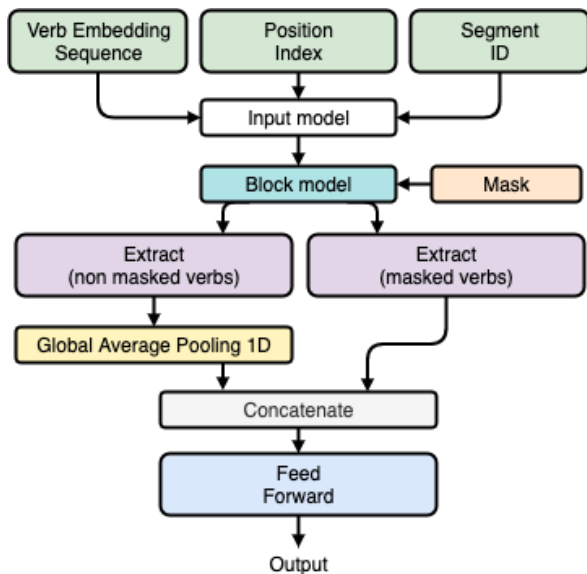 Verb Embedding
Sequence
Position
Index
Segment
ID
Input model
Block model
Mask
Extract
(non masked verbs)
Extract
(masked verbs)
Global Average Pooling 1D
Concatenate
Feed
Forward
Output